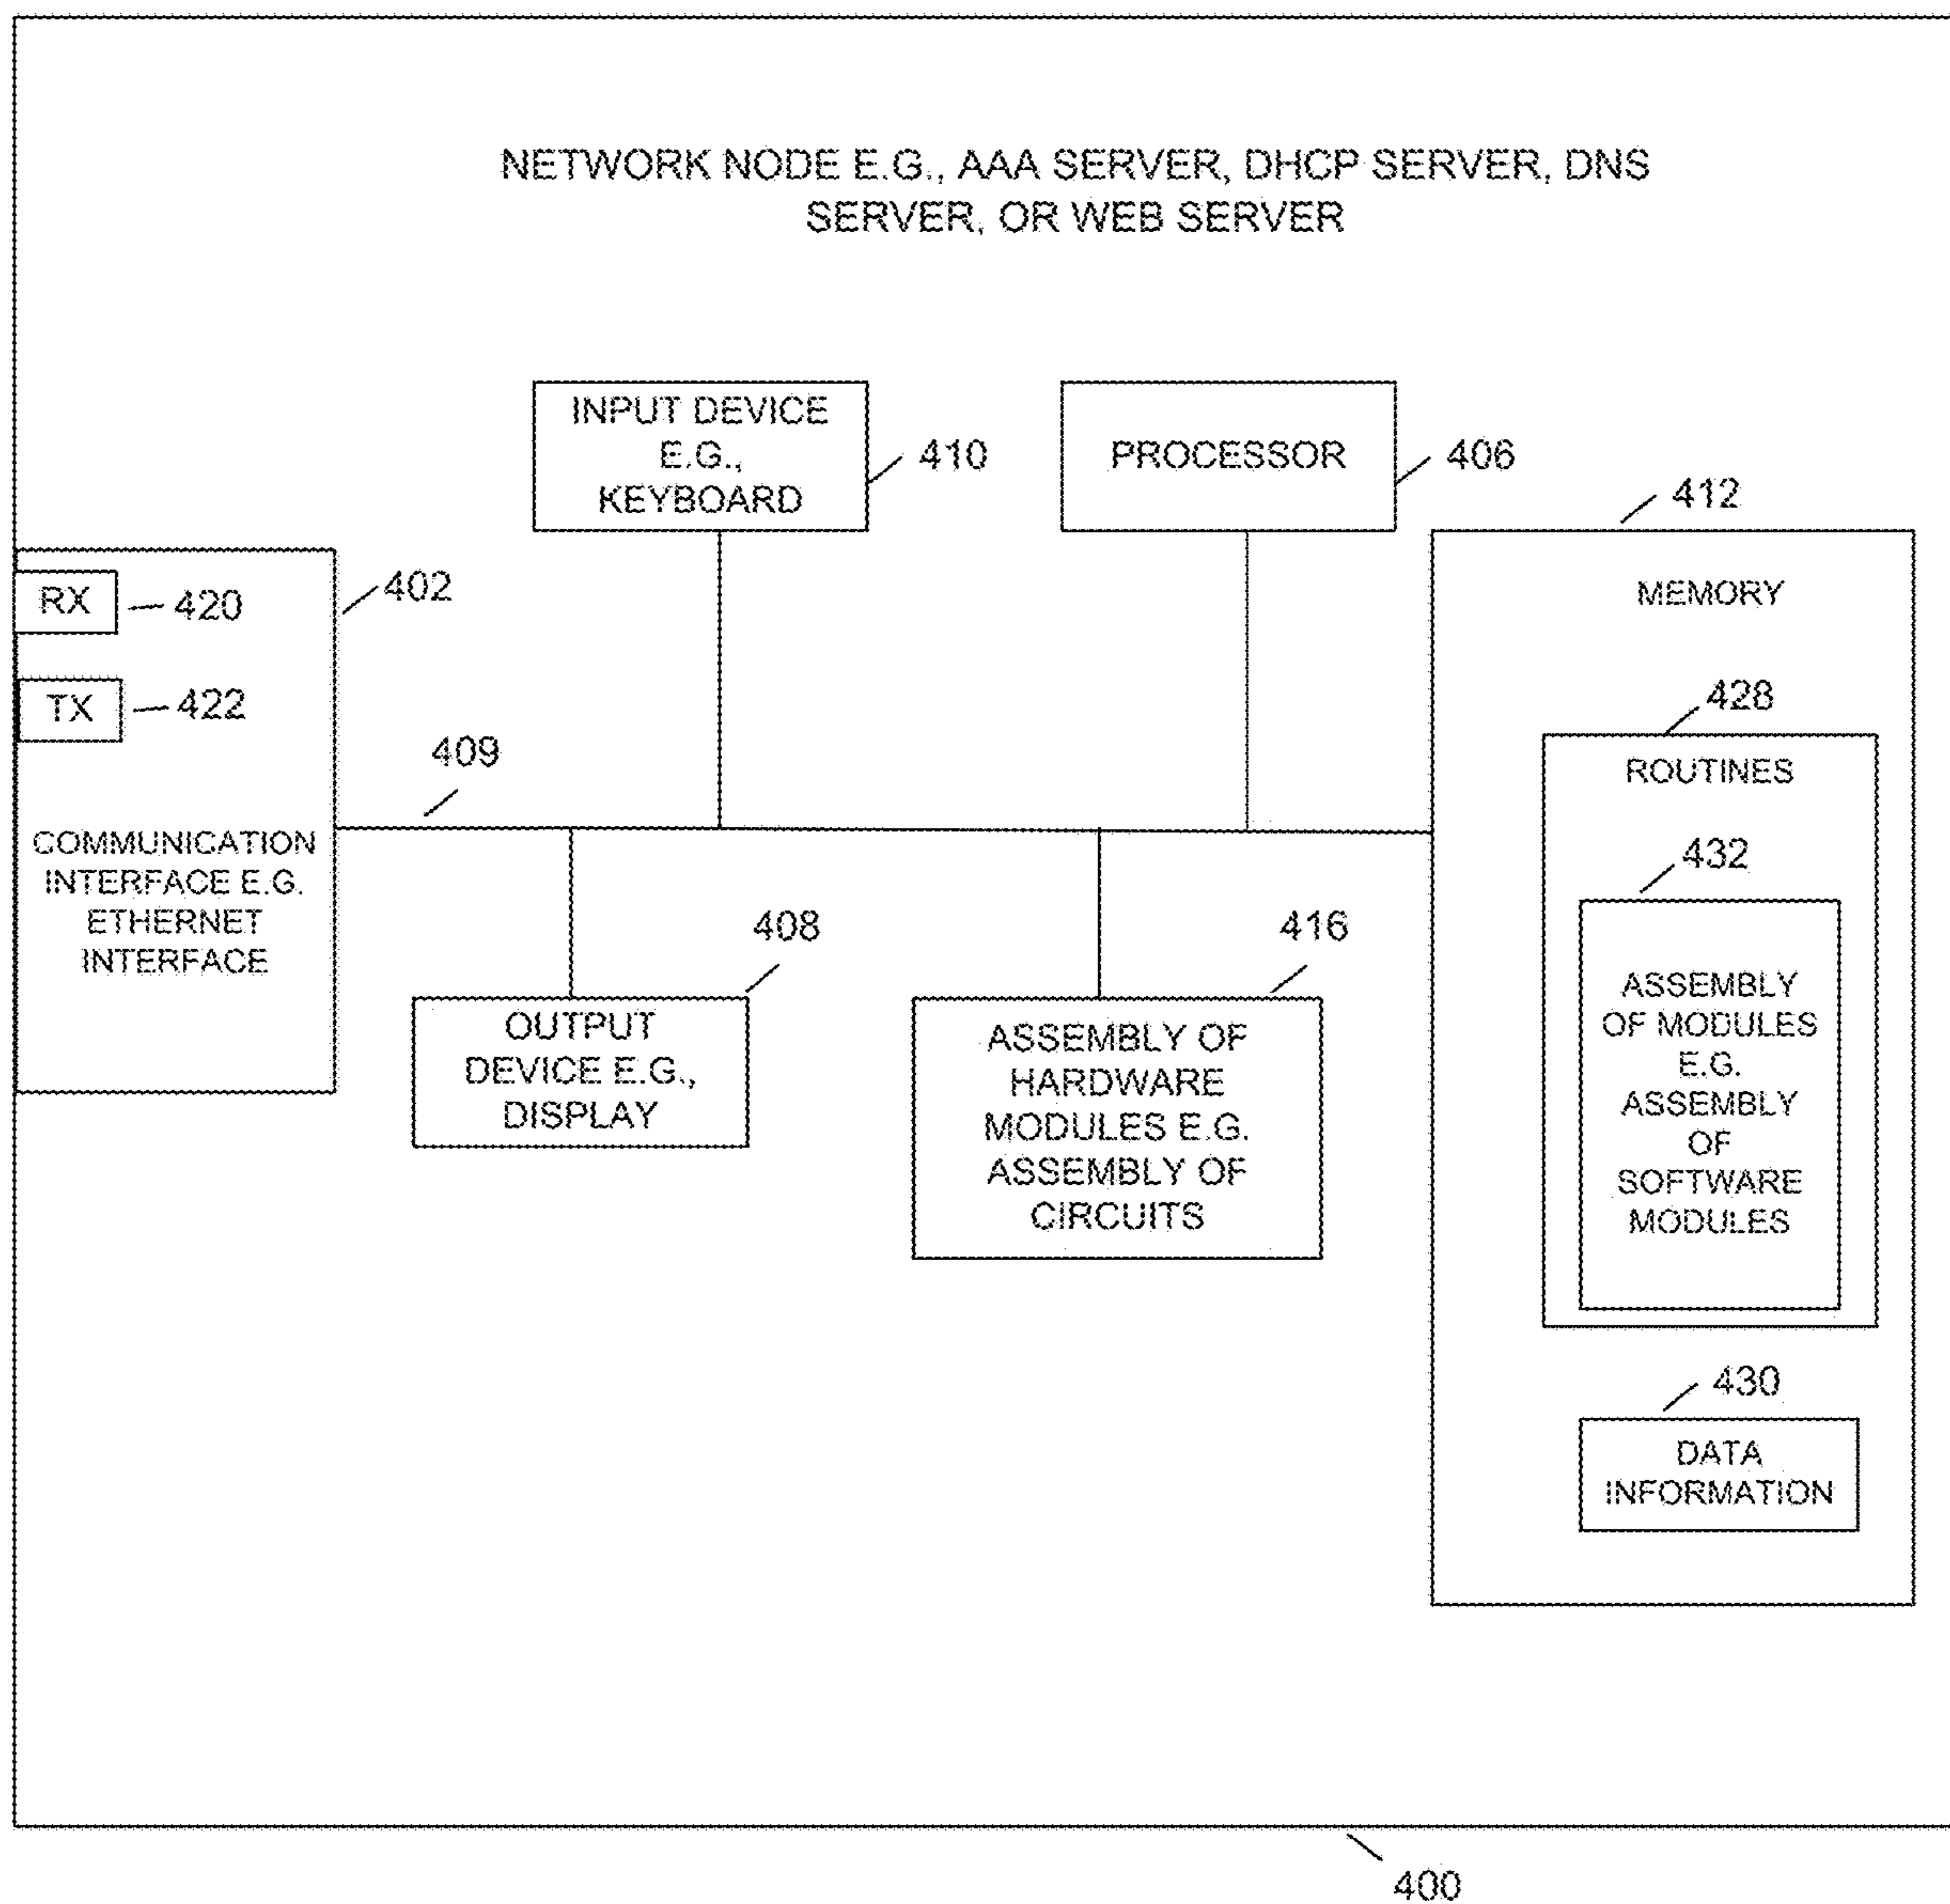 NETWORK NODE E.G., AAA SERVER, DHCP SERVER, DNS
SERVER, OR WEB SERVER
INPUT DEVICE
E.G.,
KEYBOARD
410
PROCESSOR
406
412
MEMORY
RX
420
402
TX
422
409
COMMUNICATION
INTERFACE E.G.
ETHERNET
INTERFACE
408
OUTPUT
DEVICE E.G.,
DISPLAY
416
ASSEMBLY OF
HARDWARE
MODULES E.G.
ASSEMBLY OF
CIRCUITS
428
ROUTINES
432
ASSEMBLY
OF MODULES
E.G.
ASSEMBLY
OF
SOFTWARE
MODULES
430
DATA
INFORMATION
400